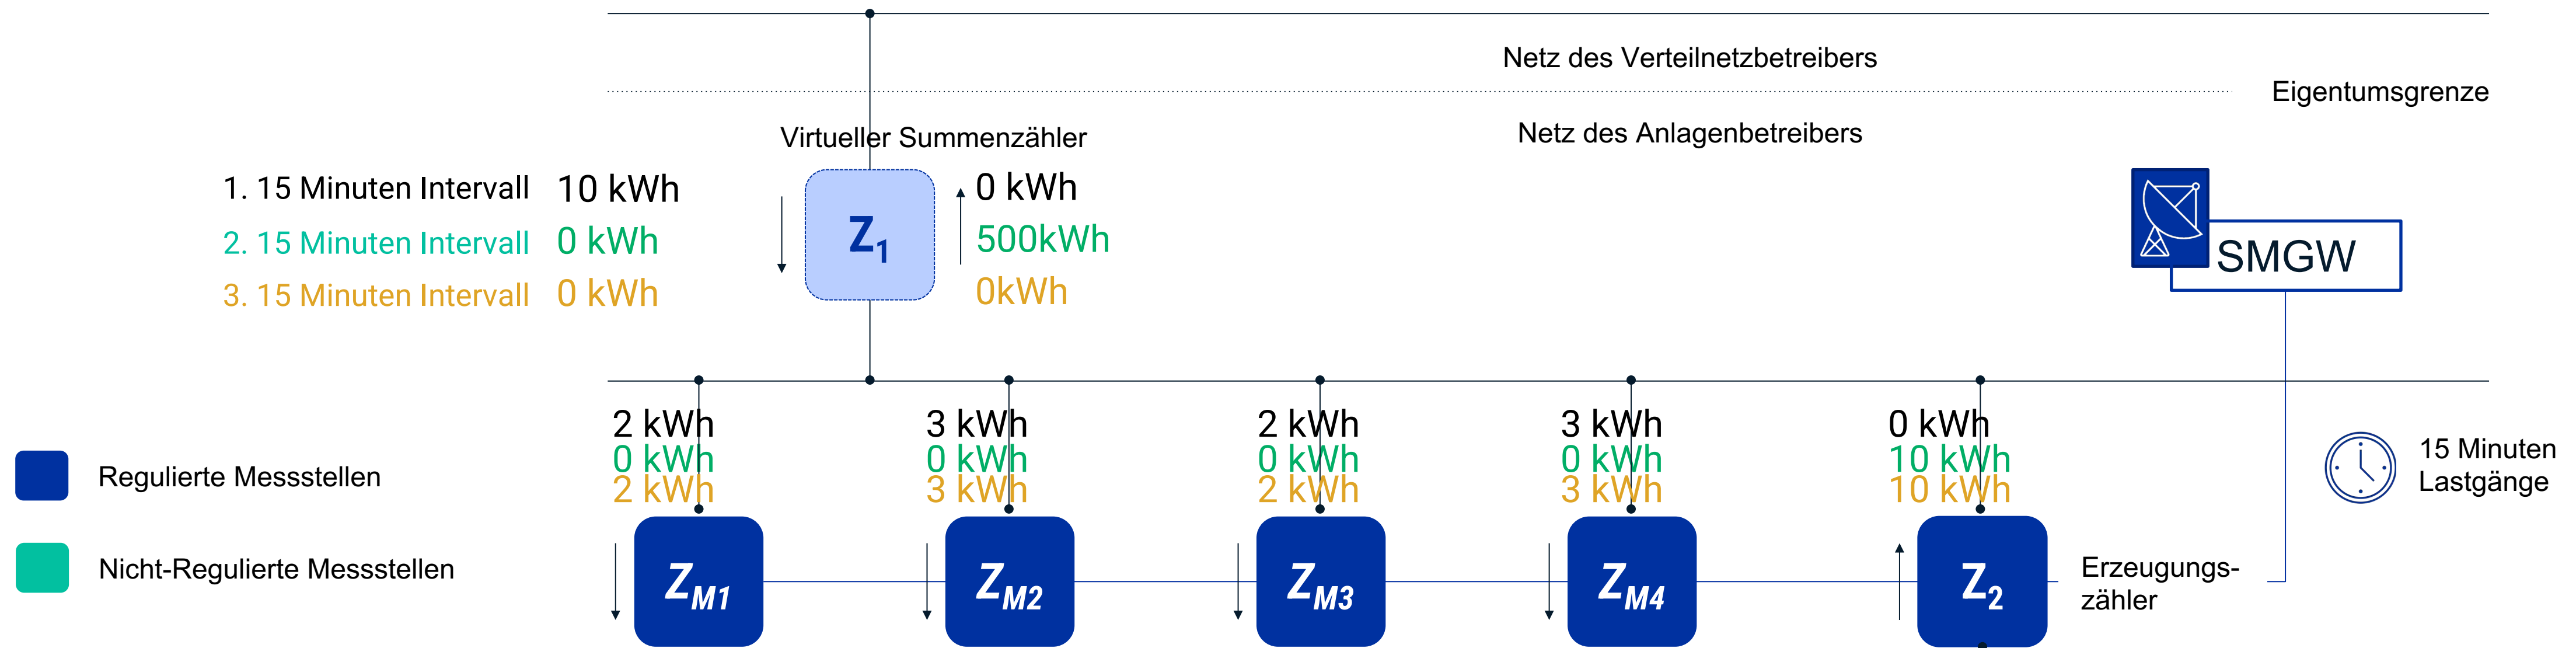 Netz des Verteilnetzbetreibers
Eigentumsgrenze
Virtueller Summenzähler
Netz des Anlagenbetreibers
1. 15 Minuten Intervall 10 kWh
2. 15 Minuten Intervall 0 kWh
3. 15 Minuten Intervall 0 kWh
Z1
0 kWh
500kWh
0kWh
SMGW
2 kWh
0 kWh
2 kWh
3 kWh
0 kWh
3 kWh
2 kWh
0 kWh
2 kWh
3 kWh
0 kWh
3 kWh
0 kWh
10 kWh
10 kWh
15 Minuten
Lastgänge
Regulierte Messstellen
Nicht-Regulierte Messstellen
ZM1
ZM2
ZM3
ZM4
Z2
Erzeugungs-
zähler